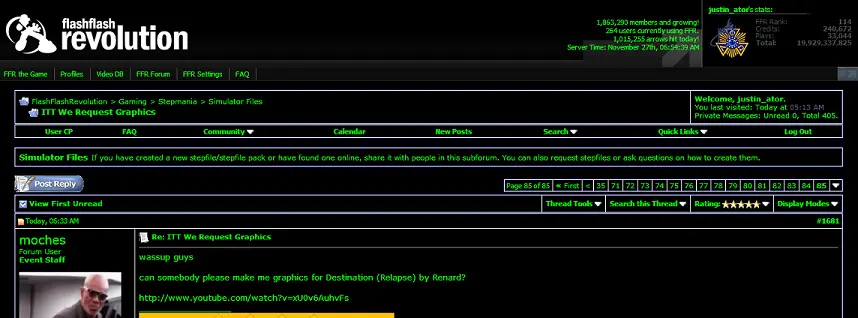 flashflash
revolution
1,863,290 members and growing!
264 users currently using FFR.
1,015,255 arrows hit today!
Server Time: November 27th, 06:54:39 AM
justin_ator's stats:
FFR Rank: 114
Credits: 240,672
Plays: 33,044
Total: 19,929,337,825
FFR the Game Profiles Video DB FFR Forum FFR Settings FAQ
FlashFlashRevolution > Gaming > Stepmania > Simulator Files
ITT We Request Graphics
Welcome, justin_ator.
You last visited: Today at 05:13 AM
Private Messages: Unread 0, Total 405.
User CP FAQ Community Calendar New Posts Search Quick Links Log Out
Simulator Files If you have created a new stepfile/stepfile pack or have found one online, share it with people in this subforum. You can also request stepfiles or ask questions on how to create them.
Post Reply
Page 85 of 85 « First < 35 71 72 73 74 75 76 77 78 79 80 81 82 83 84 85
View First Unread Thread Tools Search this Thread Rating: Display Modes
Today, 05:33 AM #1681
moches
Forum User
Event Staff
Re: ITT We Request Graphics
wassup guys
can somebody please make me graphics for Destination (Relapse) by Renard?
http://www.youtube.com/watch?v=xU0v6AuhvFs